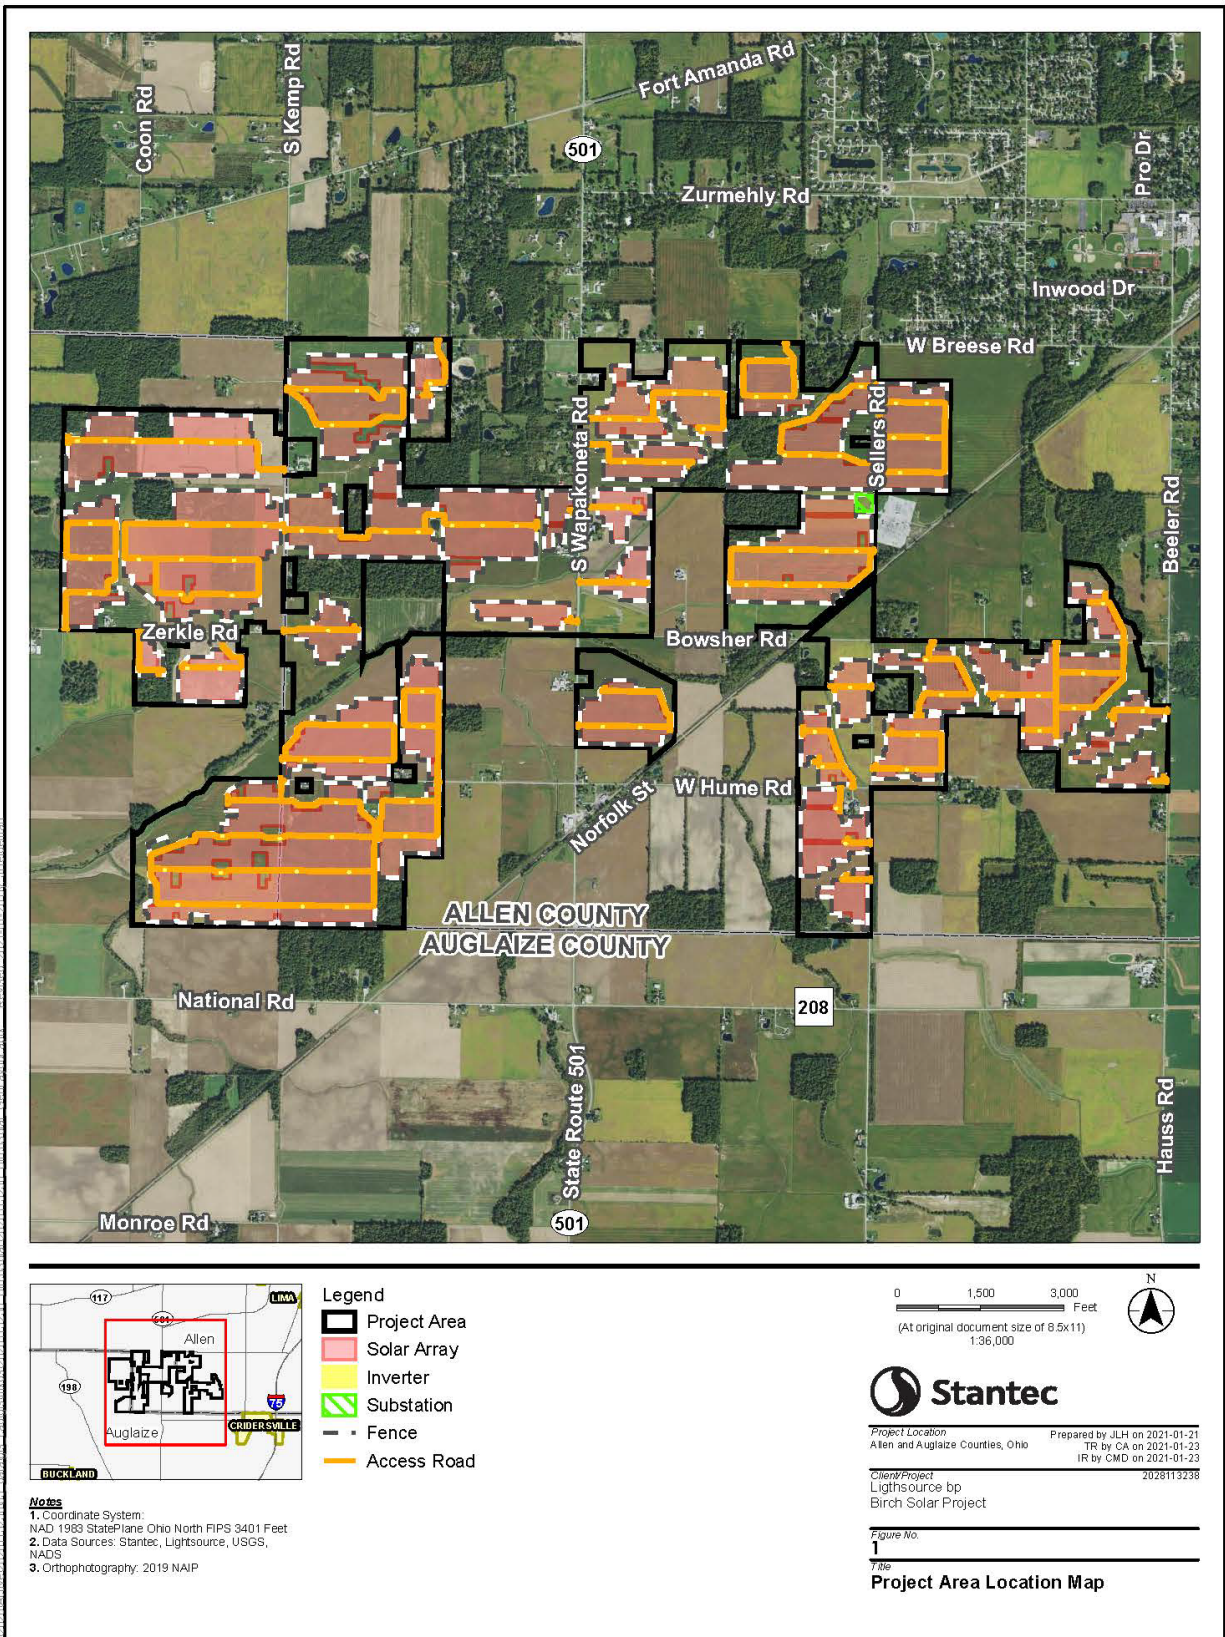 Fort Amanda Rd
S Kemp Rd
Coon Rd
501
Pro Dr
Zurmehly Rd
Inwood Dr
W Breese Rd
S Wapakoneta Rd
Sellers Rd
Beeler Rd
Zerkle Rd
Bowsher Rd
W Hume Rd
Norfolk St
ALLEN COUNTY
AUGLAIZE COUNTY
National Rd
208
State Route 501
Hauss Rd
Monroe Rd
501
117
LIMA
501
Allen
198
75
Auglaize
CRIDERSVILLE
BUCKLAND
Legend
Project Area
Solar Array
Inverter
Substation
Fence
Access Road
0 1,500 3,000
Feet
(At original document size of 8.5x11)
1:36,000
N
Stantec
Project Location
Allen and Auglaize Counties, Ohio
Prepared by JLH on 2021-01-21
TR by CA on 2021-01-23
IR by CMD on 2021-01-23
Client/Project
2028113238
Ligthsource bp
Birch Solar Project
Figure No.
1
Title
Project Area Location Map
Notes
1. Coordinate System:
NAD 1983 StatePlane Ohio North FIPS 3401 Feet
2. Data Sources: Stantec, Lightsource, USGS,
NADS
3. Orthophotography: 2019 NAIP